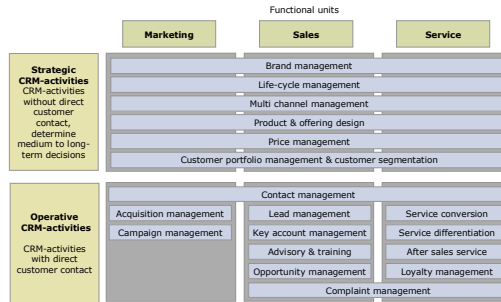 Functional units
Marketing
Sales
Service
Strategic
CRM-activities
CRM-activities
without direct
customer
contact,
determine
medium to long-
term decisions
Brand management
Life-cycle management
Multi channel management
Product & offering design
Price management
Customer portfolio management & customer segmentation
Operative
CRM-activities
CRM-activities
with direct
customer contact
Contact management
Acquisition management
Lead management
Service conversion
Campaign management
Key account management
Service differentiation
Advisory & training
After sales service
Opportunity management
Loyalty management
Complaint management